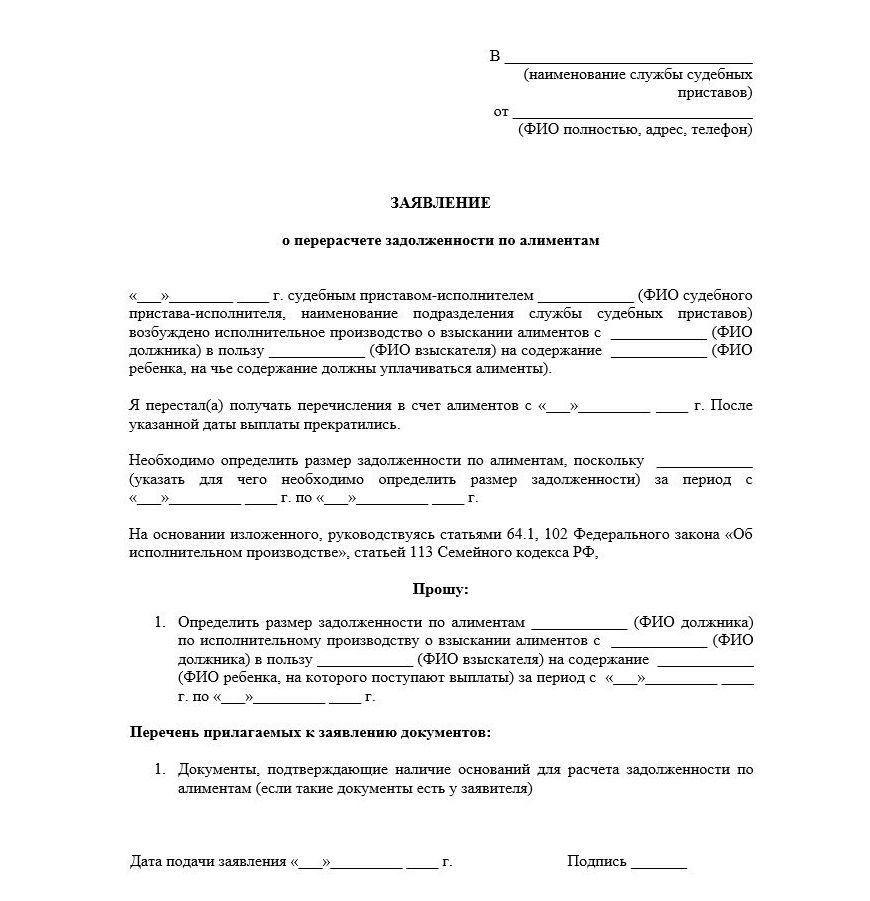 В _______________________________
(наименование службы судебных
приставов)
от ______________________________
(ФИО полностью, адрес, телефон)
ЗАЯВЛЕНИЕ
о перерасчете задолженности по алиментам
«___»________ ____ г. судебным приставом-исполнителем ____________ (ФИО судебного
пристава-исполнителя, наименование подразделения службы судебных приставов)
возбуждено исполнительное производство о взыскании алиментов с ____________ (ФИО
должника) в пользу ____________ (ФИО взыскателя) на содержание ____________ (ФИО
ребенка, на чье содержание должны уплачиваться алименты).
Я перестал(а) получать перечисления в счет алиментов с «___»_________ ____ г. После
указанной даты выплаты прекратились.
Необходимо определить размер задолженности по алиментам, поскольку ____________
(указать для чего необходимо определить размер задолженности) за период с
«___»_________ ____ г. по «___»_________ ____ г.
На основании изложенного, руководствуясь статьями 64.1, 102 Федерального закона «Об
исполнительном производстве», статьей 113 Семейного кодекса РФ,
Прошу:
1. Определить размер задолженности по алиментам ____________ (ФИО должника)
по исполнительному производству о взыскании алиментов с ____________ (ФИО
должника) в пользу ____________ (ФИО взыскателя) на содержание ____________
(ФИО ребенка, на которого поступают выплаты) за период с «___»_________ ____
г. по «___»_________ ____ г.
Перечень прилагаемых к заявлению документов:
1. Документы, подтверждающие наличие оснований для расчета задолженности по
алиментам (если такие документы есть у заявителя)
Дата подачи заявления «___»_________ ____ г. Подпись _______